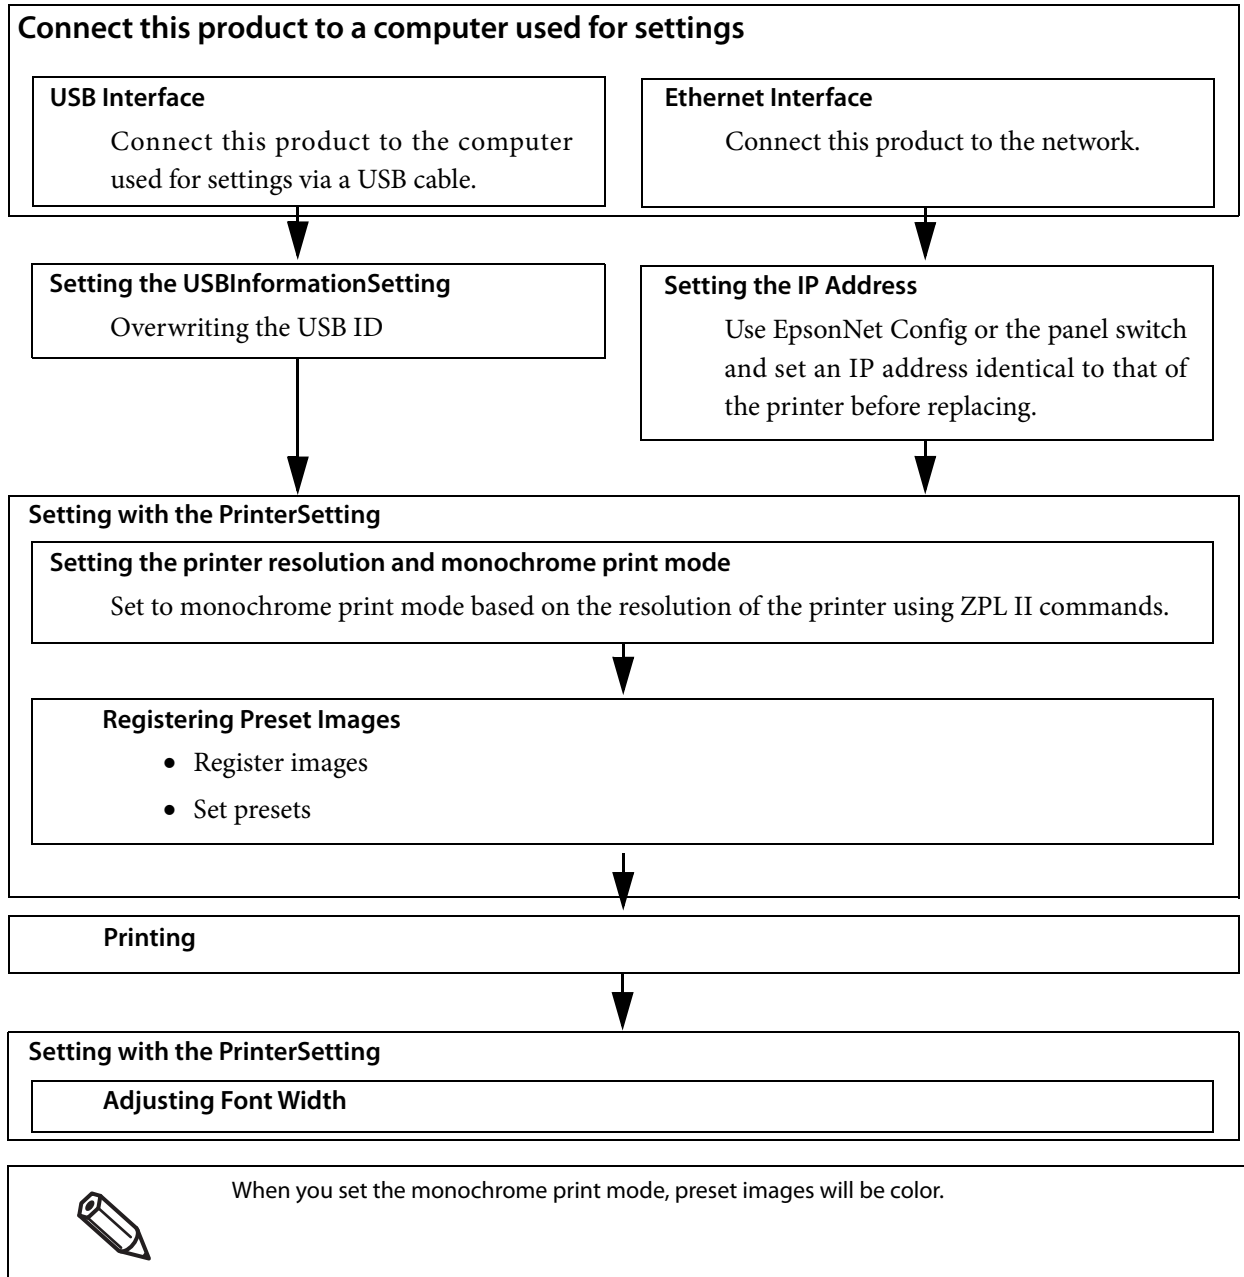 Connect this product to a computer used for settings
USB Interface
Connect this product to the computer
used for settings via a USB cable.
Ethernet Interface
Connect this product to the network.
Setting the USBInformationSetting
Overwriting the USB ID
Setting the IP Address
Use EpsonNet Config or the panel switch
and set an IP address identical to that of
the printer before replacing.
Setting with the PrinterSetting
Setting the printer resolution and monochrome print mode
Set to monochrome print mode based on the resolution of the printer using ZPL II commands.
Registering Preset Images
• Register images
• Set presets
Printing
Setting with the PrinterSetting
Adjusting Font Width
When you set the monochrome print mode, preset images will be color.